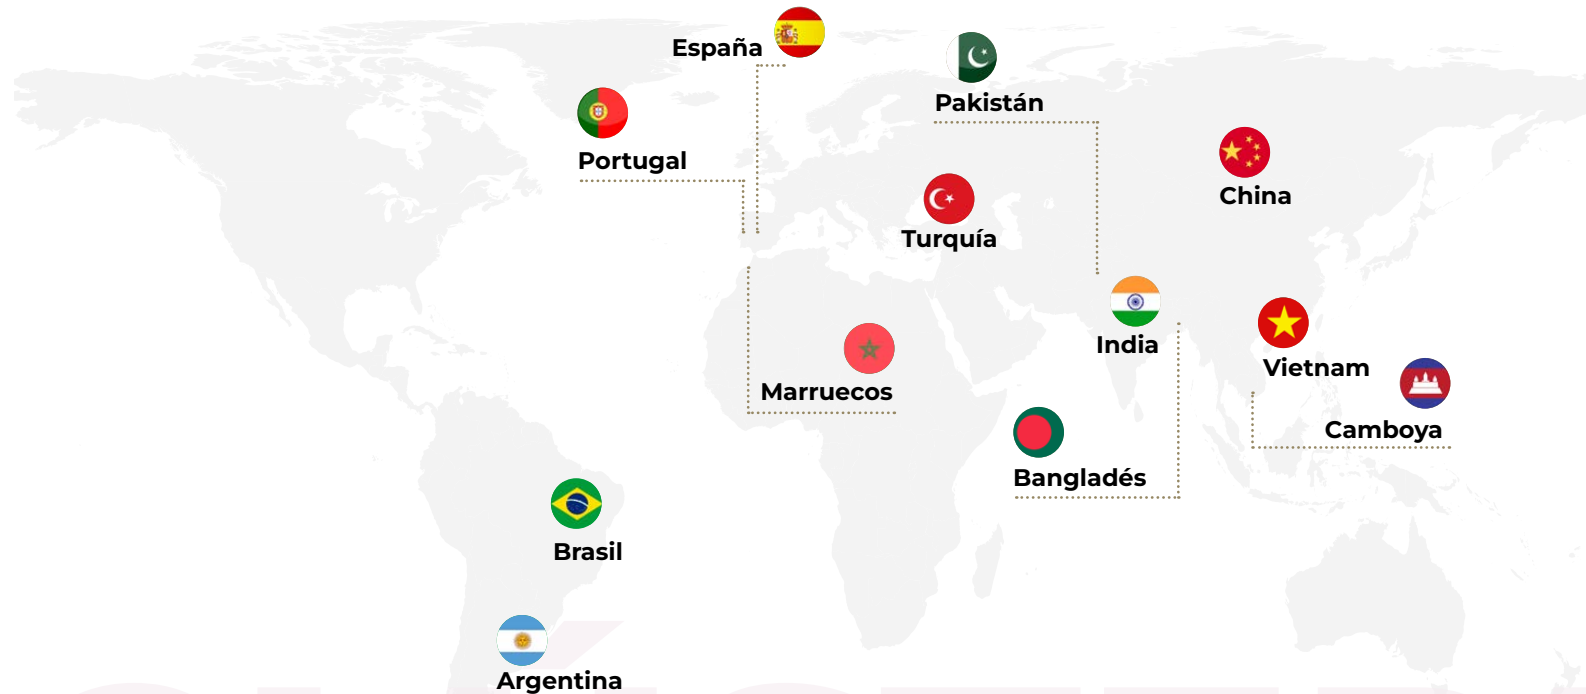 España
Pakistán
Portugal
China
Turquía
India
Vietnam
Marruecos
Camboya
Bangladés
Brasil
Argentina